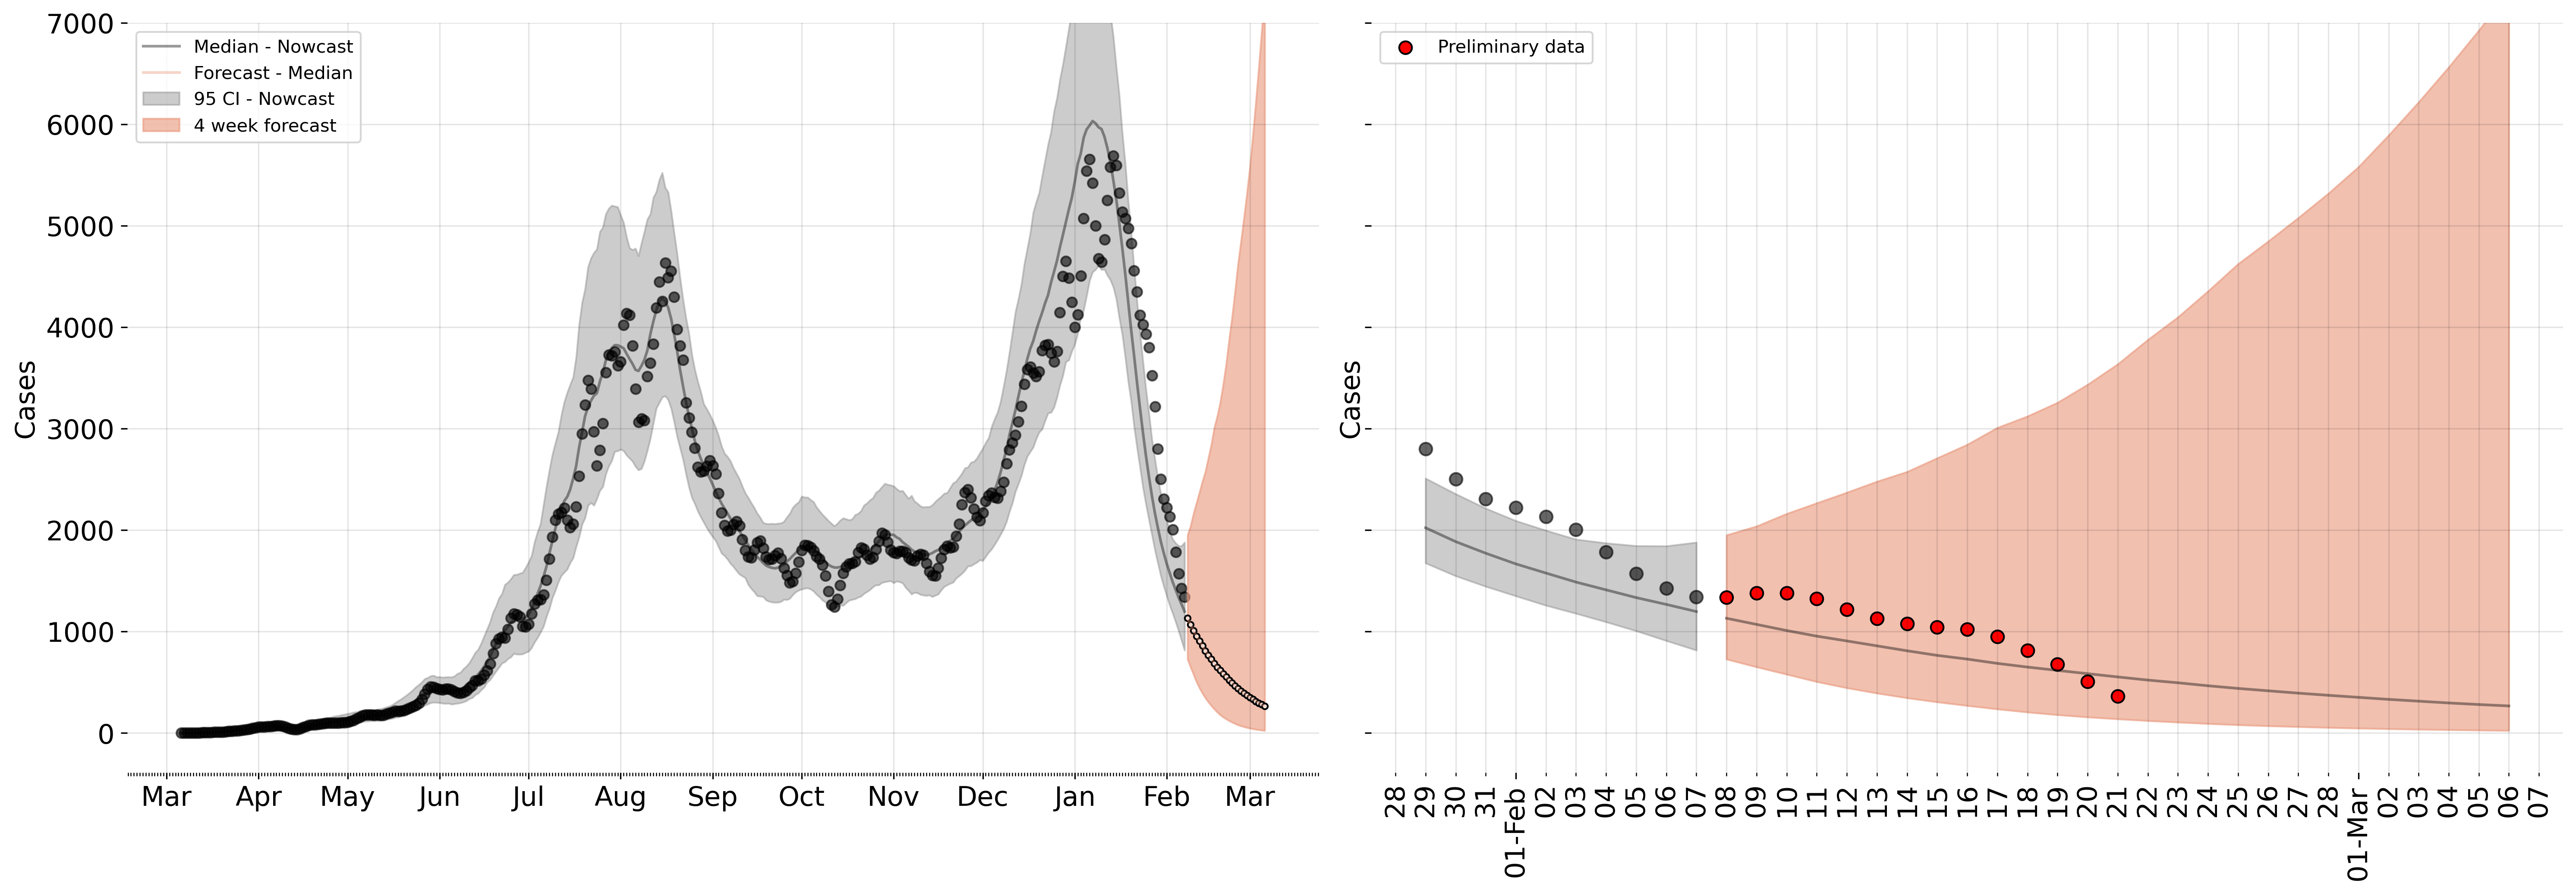 7000
6000
5000
4000
3000
2000
1000
0
Cases
Median - Nowcast
Forecast - Median
95 CI - Nowcast
4 week forecast
Mar Apr May Jun Jul Aug Sep Oct Nov Dec Jan Feb Mar
Cases
Preliminary data
28 29 30 31 01-Feb 02 03 04 05 06 07 08 09 10 11 12 13 14 15 16 17 18 19 20 21 22 23 24 25 26 27 28 01-Mar 02 03 04 05 06 07